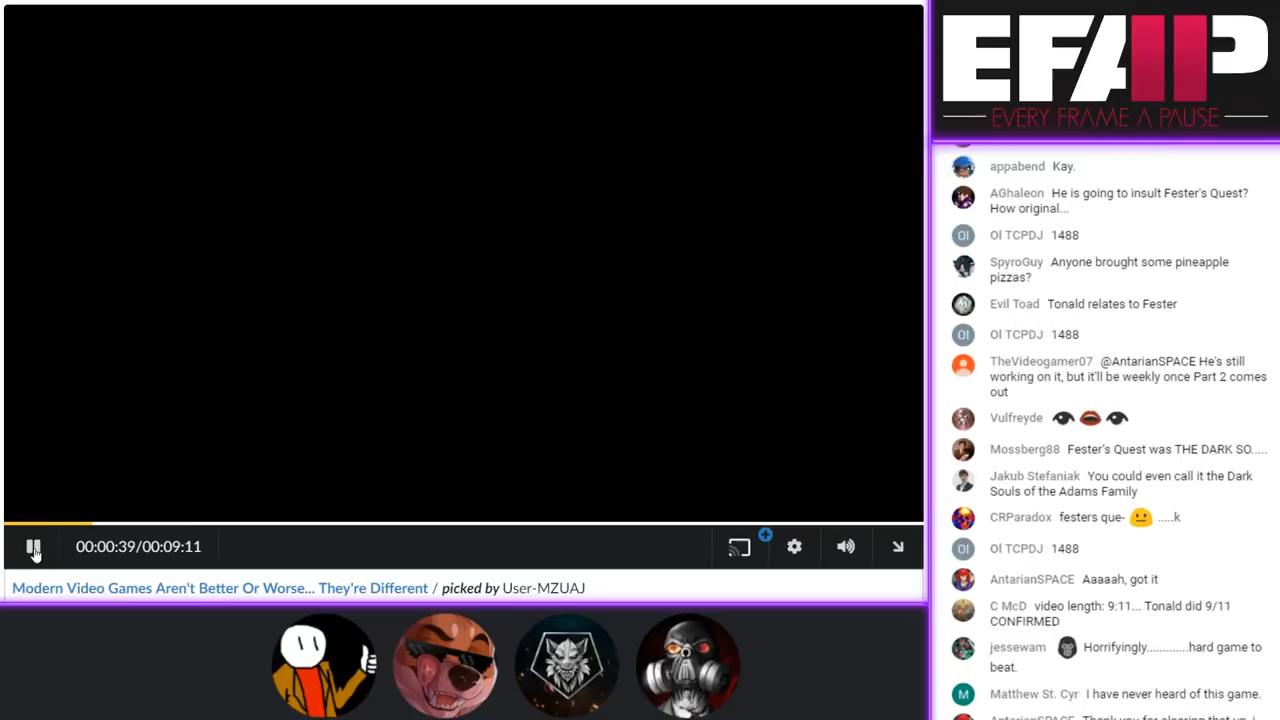 EFAP
EVERY FRAME A PAUSE
appabend Kay.
AGhaleon He is going to insult Fester's Quest?
How original...
Ol
Ol TCPDJ 1488
SpyroGuy Anyone brought some pineapple
pizzas?
Evil Toad Tonald relates to Fester
Ol
Ol TCPDJ 1488
TheVideogamer07 @AntarianSPACE He's still
working on it, but it'll be weekly once Part 2 comes
out
Vulfreyde
Mossberg88 Fester's Quest was THE DARK SO.....
Jakub Stefaniak You could even call it the Dark
Souls of the Adams Family
CRParadox festers que- .....k
Ol
Ol TCPDJ 1488
AntarianSPACE Aaaaah, got it
C McD video length: 9:11... Tonald did 9/11
CONFIRMED
jessewam Horrifyingly.............hard game to
beat.
M
Matthew St. Cyr I have never heard of this game.
00:00:39/00:09:11
Modern Video Games Aren't Better Or Worse... They're Different / picked by User-MZUAJ